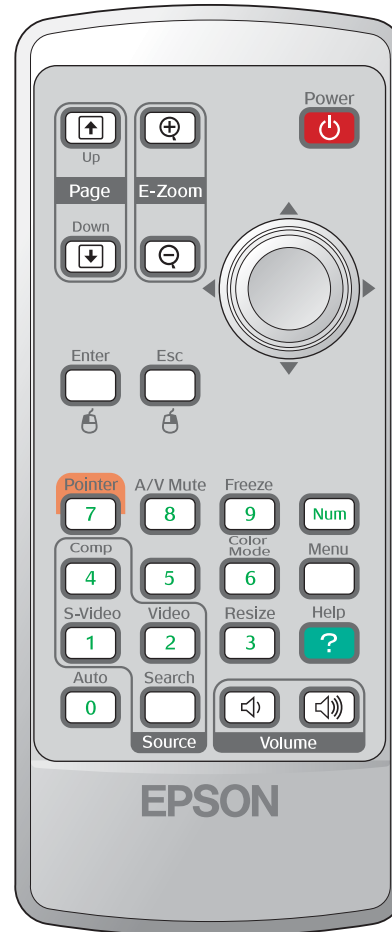 Power
Up
Page
E-Zoom
Down
Enter
Esc
Pointer
A/V Mute
Freeze
7
8
9
Num
Comp
Color
Mode
Menu
4
5
6
S-Video
Video
Resize
Help
1
2
3
?
Auto
Search
0
Source
Volume
EPSON